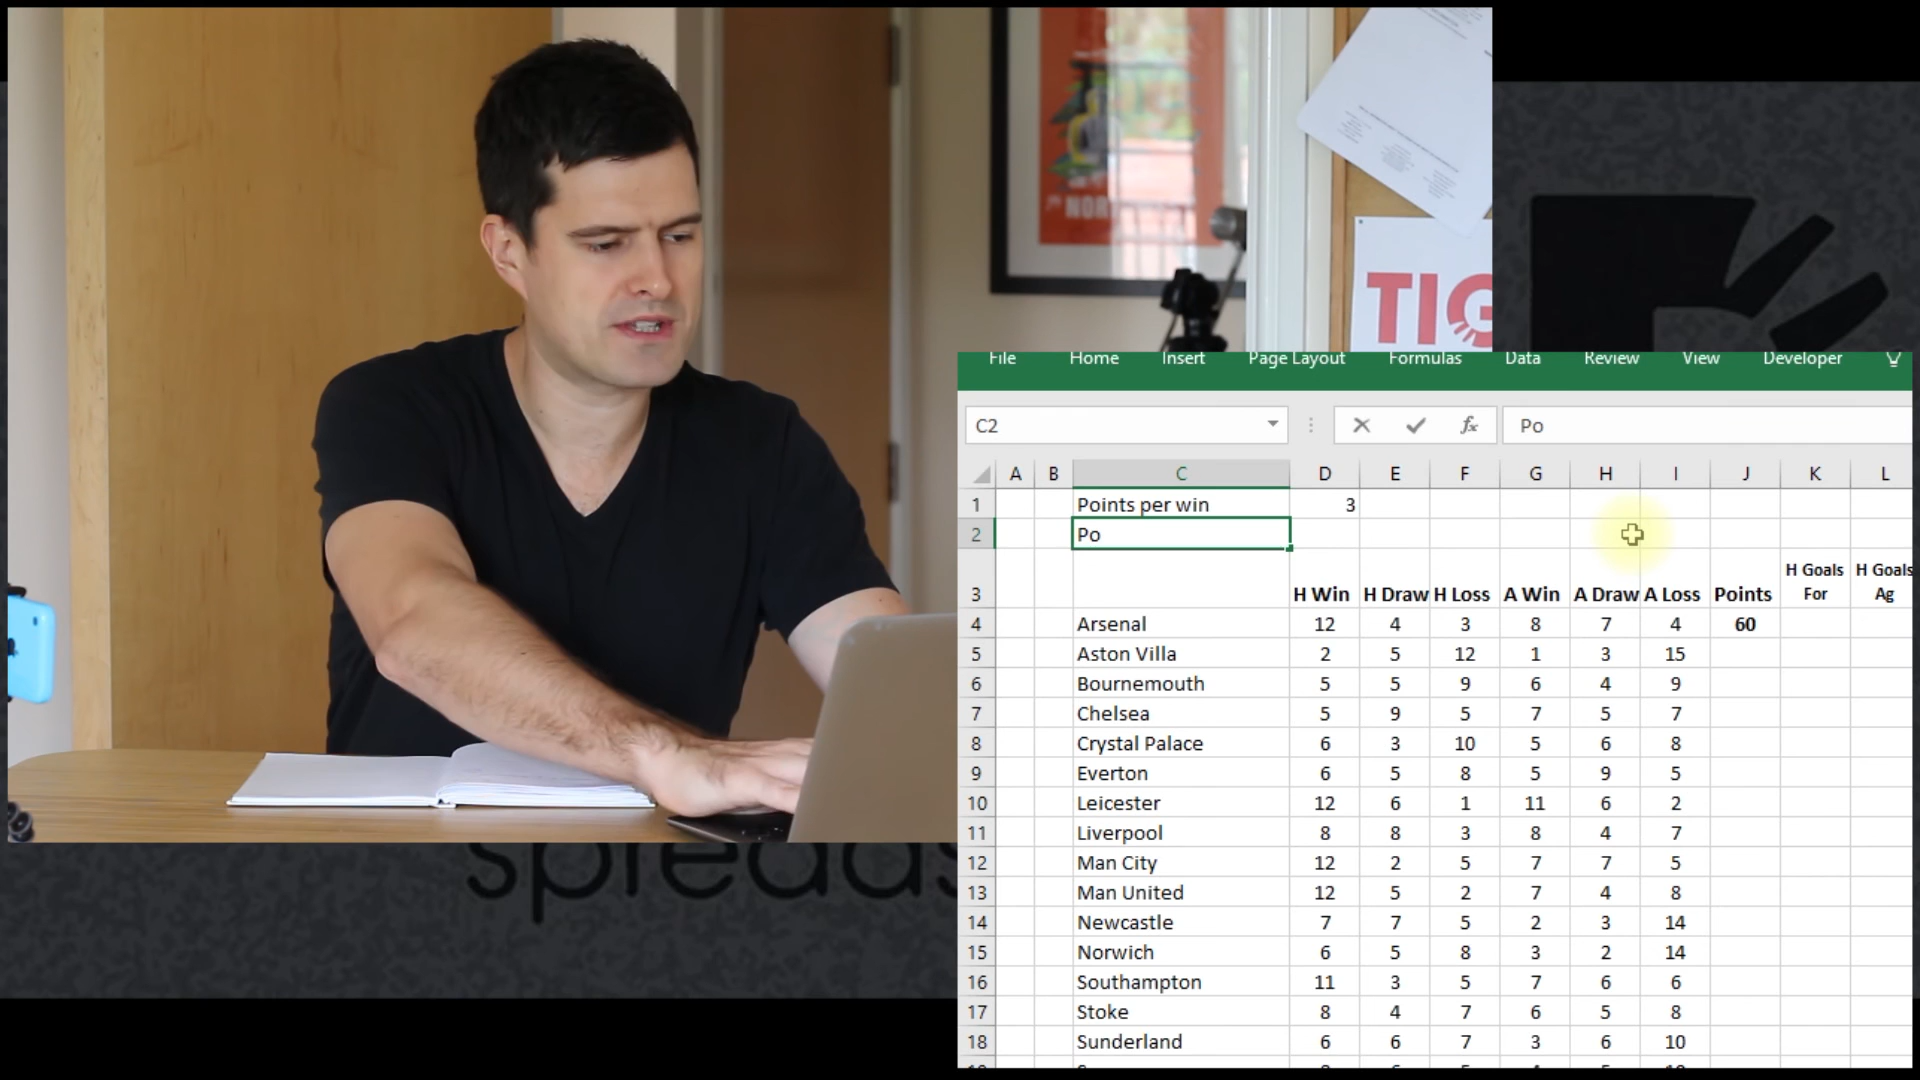 NOR
TIG
File Home Insert Page Layout Formulas Data Review View Developer
C2 fx Po
A B C D E F G H I J K L
1 Points per win 3
2 Po
3 H Win H Draw H Loss A Win A Draw A Loss Points H Goals For H Goals Ag
4 Arsenal 12 4 3 8 7 4 60
5 Aston Villa 2 5 12 1 3 15
6 Bournemouth 5 5 9 6 4 9
7 Chelsea 5 9 5 7 5 7
8 Crystal Palace 6 3 10 5 6 8
9 Everton 6 5 8 5 9 5
10 Leicester 12 6 1 11 6 2
11 Liverpool 8 8 3 8 4 7
12 Man City 12 2 5 7 7 5
13 Man United 12 5 2 7 4 8
14 Newcastle 7 7 5 2 3 14
15 Norwich 6 5 8 3 2 14
16 Southampton 11 3 5 7 6 6
17 Stoke 8 4 7 6 5 8
18 Sunderland 6 6 7 3 6 10
spreads